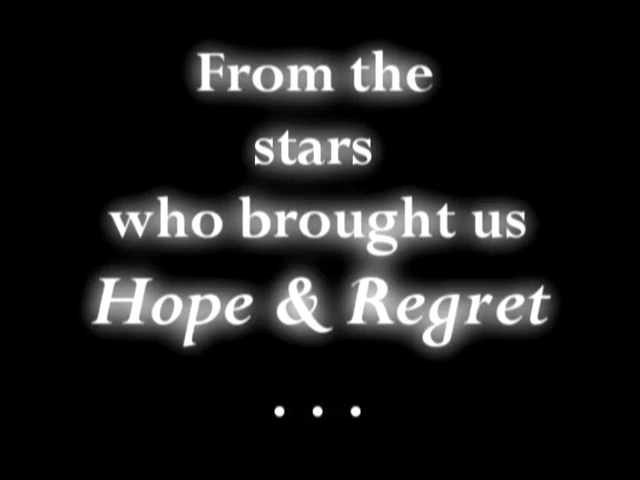 From the
stars
who brought us
Hope & Regret
. . .